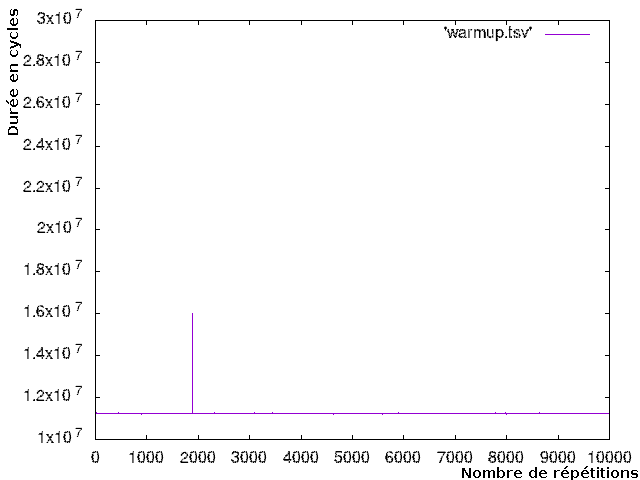 Durée en cycles
3x10^7
'warmup.tsv'
2.8x10^7
2.6x10^7
2.4x10^7
2.2x10^7
2x10^7
1.8x10^7
1.6x10^7
1.4x10^7
1.2x10^7
1x10^7
0 1000 2000 3000 4000 5000 6000 7000 8000 9000 10000
Nombre de répétitions